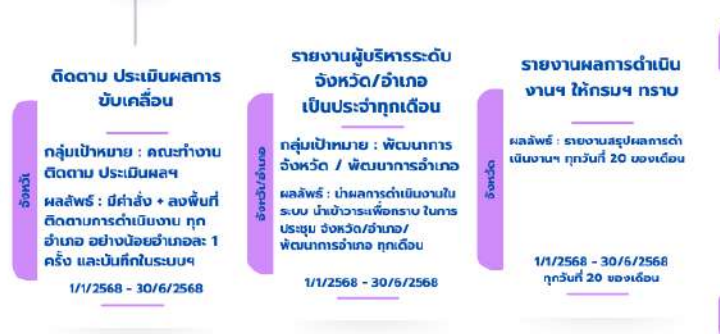 ติดตาม ประเมินผลการ
ขับเคลื่อน
จังหวัด
กลุ่มเป้าหมาย : คณะทำงาน
ติดตาม ประเมินผลฯ
ผลลัพธ์ : มีคำสั่ง + ลงพื้นที่
ติดตามการดำเนินงาน ทุก
อำเภอ อย่างน้อยอำเภอละ 1
ครั้ง และบันทึกในระบบฯ
1/1/2568 - 30/6/2568
รายงานผู้บริหารระดับ
จังหวัด/อำเภอ
เป็นประจำทุกเดือน
จังหวัด/อำเภอ
กลุ่มเป้าหมาย : พัฒนาการ
จังหวัด / พัฒนาการอำเภอ
ผลลัพธ์ : นำผลการดำเนินงานใน
ระบบ นำเข้าวาระเพื่อทราบ ในการ
ประชุม จังหวัด/อำเภอ/
พัฒนาการอำเภอ ทุกเดือน
1/1/2568 - 30/6/2568
รายงานผลการดำเนิน
งานฯ ให้กรมฯ ทราบ
จังหวัด
ผลลัพธ์ : รายงานสรุปผลการดำ
เนินงานฯ ทุกวันที่ 20 ของเดือน
1/1/2568 - 30/6/2568
ทุกวันที่ 20 ของเดือน